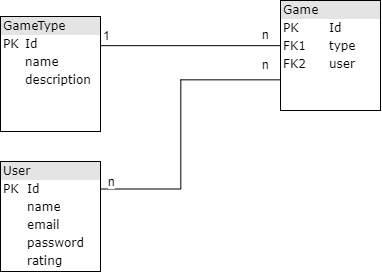 GameType
PK Id
name
description
1
n
Game
PK Id
FK1 type
FK2 user
n
User
PK Id
name
email
password
rating
n